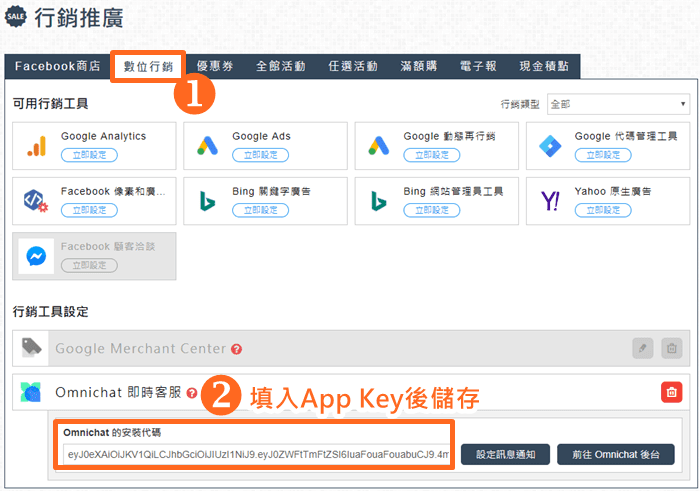 SALE 行銷推廣
Facebook商店 數位行銷 優惠券 全館活動 任選活動 滿額購 電子報 現金積點
1
可用行銷工具 行銷類型 全部
Google Analytics Google Ads Google 動態再行銷 Google 代碼管理工具
立即設定 立即設定 立即設定 立即設定
Facebook 像素和廣... Bing 關鍵字廣告 Bing 網站管理員工具 Yahoo 原生廣告
立即設定 立即設定 立即設定 立即設定
Facebook 顧客洽談
立即設定
行銷工具設定
Google Merchant Center ?
Omnichat 即時客服 ? 2 填入App Key後儲存
Omnichat 的安裝代碼
eyJ0eXAiOiJKV1QiLCJhbGciOiJIUzI1NiJ9.eyJ0ZWFtTmFtZSI6IuaFouaFouabuCJ9.4m 設定訊息通知 前往 Omnichat 後台